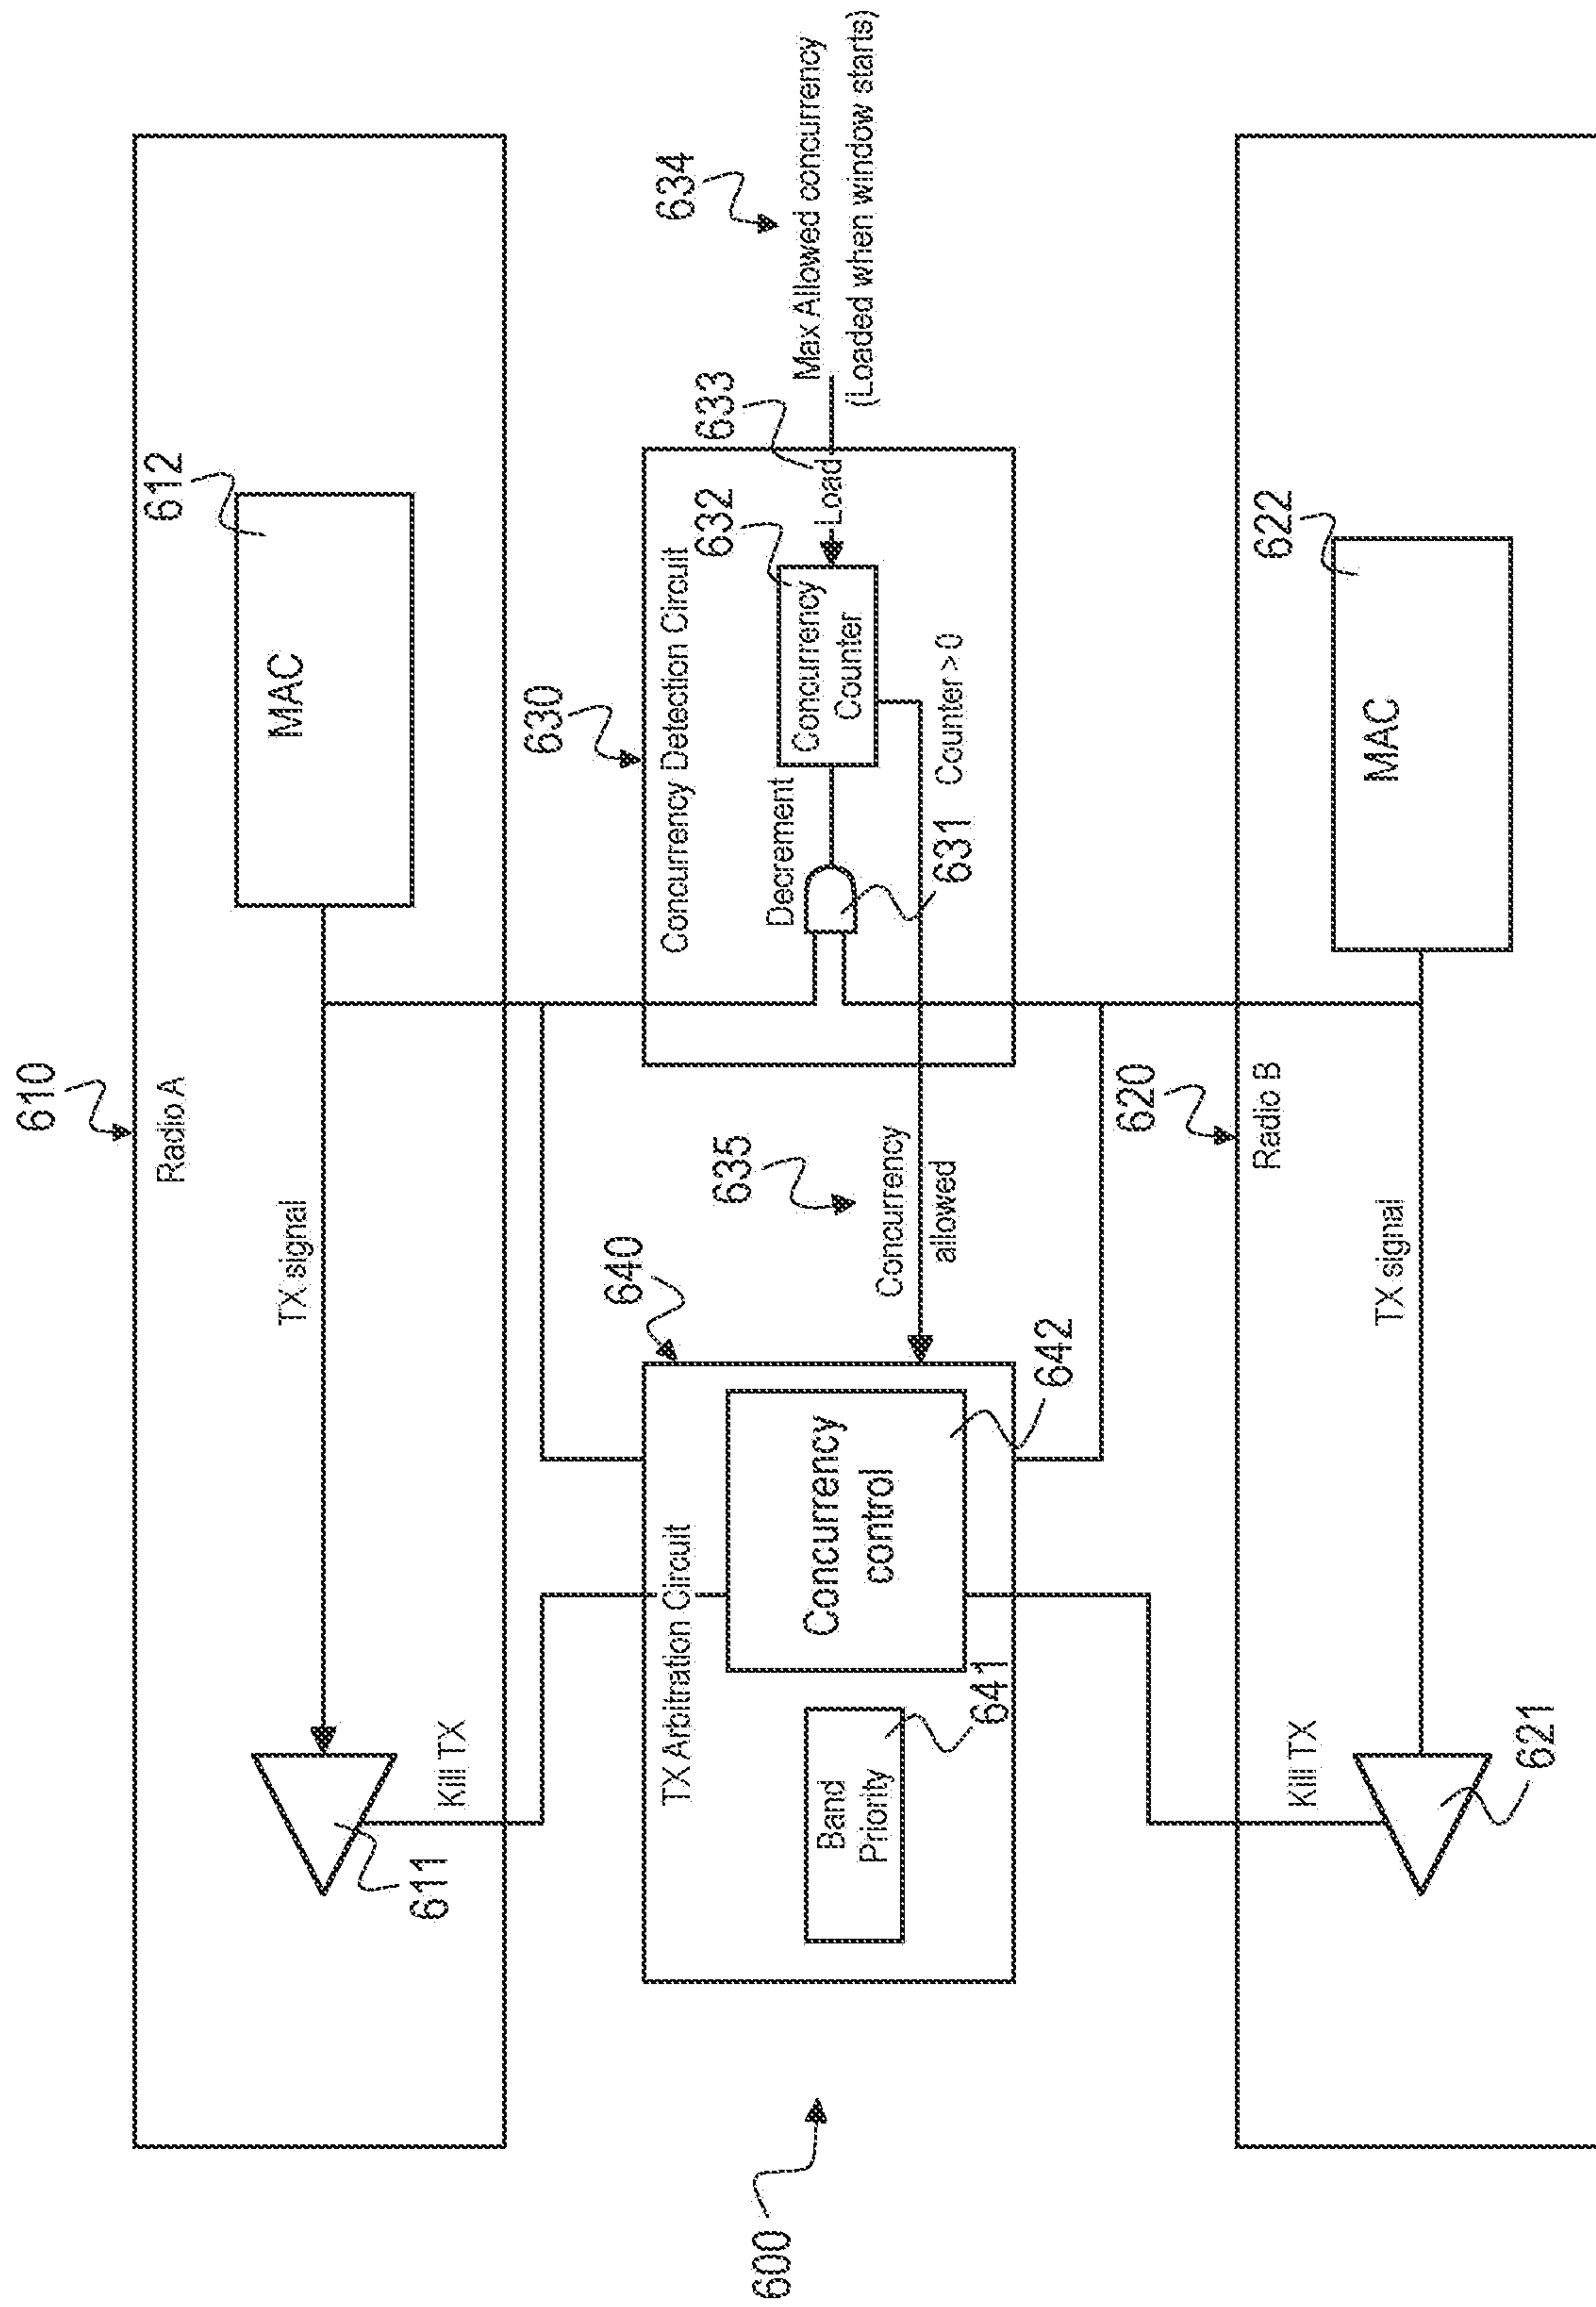 610
Radio A
612
MAC
TX signal
611
Kill TX
630
Concurrency Detection Circuit
Decrement
632
Concurrency
Counter
633
Load
634
Max Allowed concurrency
(Loaded when window starts)
631
Counter>0
635
Concurrency
allowed
640
TX Arbitration Circuit
Concurrency
control
642
Band
Priority
641
600
620
Radio B
622
MAC
TX signal
Kill TX
621